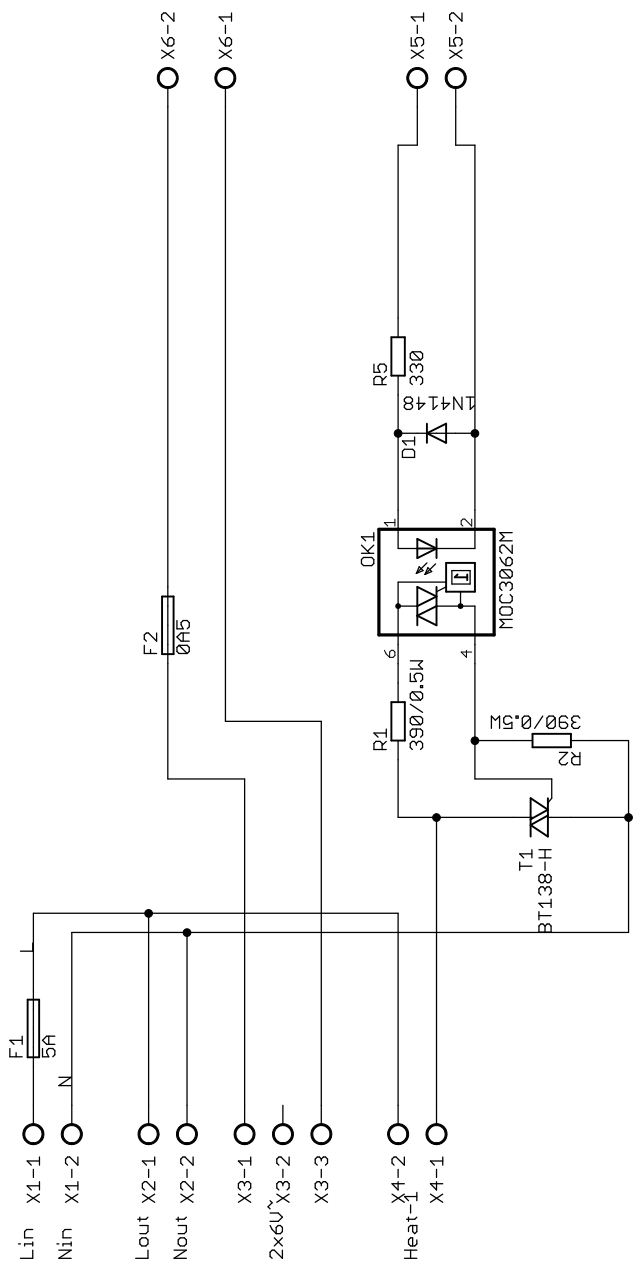 X6-2
X6-1
X5-1
X5-2
R5
330
1N4148
D1
1
2
OK1
MOC3062M
1
F2
0A5
6
4
R1
390/0.5W
390/0.5W
R2
T1
BT138-H
L
F1
5A
N
X1-1
X1-2
X2-1
X2-2
X3-1
X3-2
X3-3
X4-2
X4-1
Lin
Nin
Lout
Nout
2x6V~
Heat-1